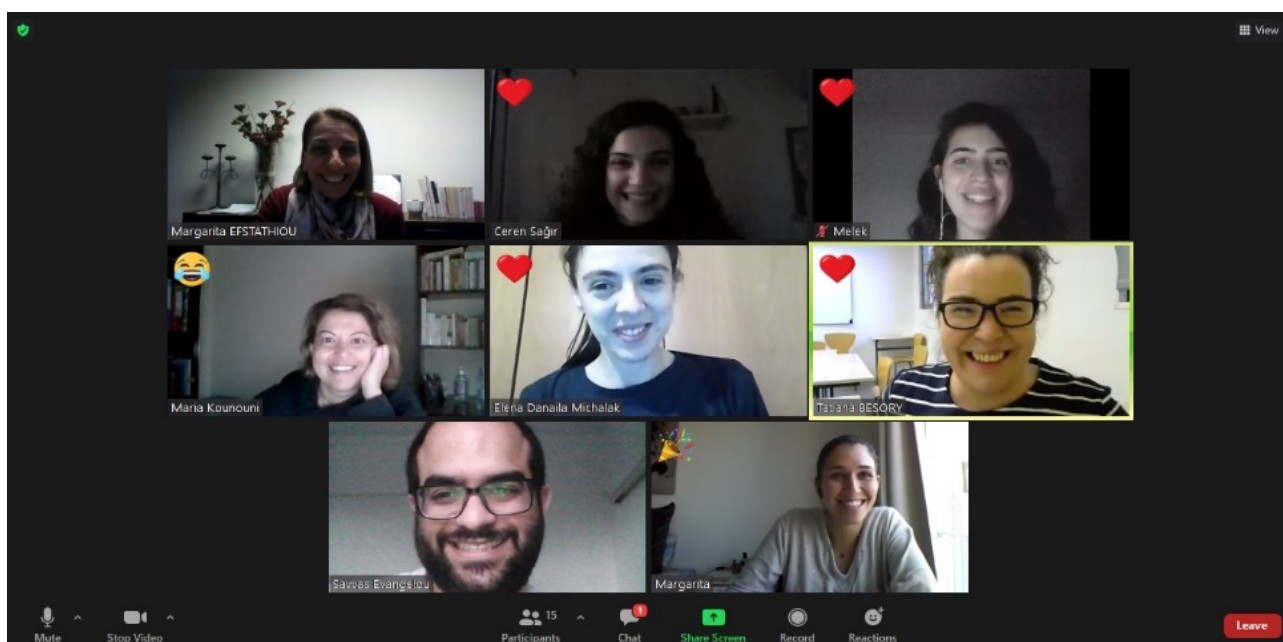 View
Margarita EFSTATHIOU
Ceren Sağır
Melek
Maria Kounouni
Elena Danaila Michalak
Tatiana BESORY
Savvas Evangelou
Margarita
15
1
Mute
Stop Video
Participants
Chat
Share Screen
Record
Reactions
Leave